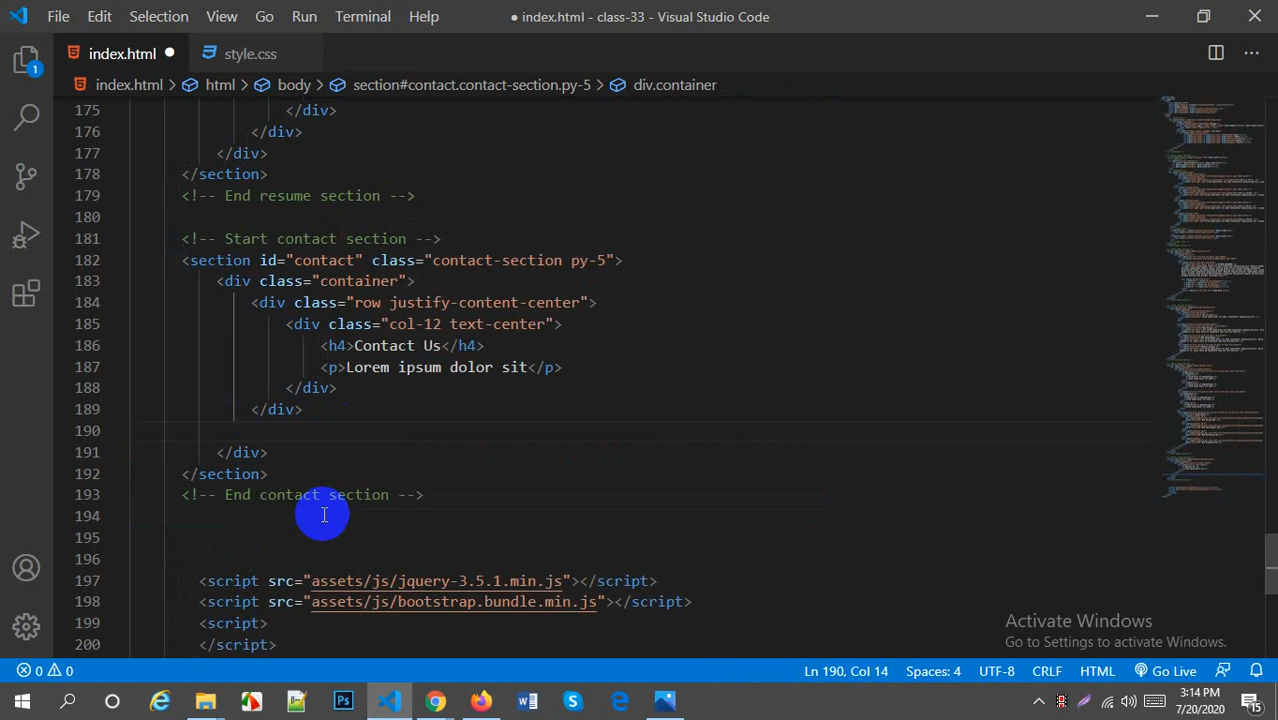 File Edit Selection View Go Run Terminal Help
● index.html - class-33 - Visual Studio Code
index.html ●
style.css
index.html > html > body > section#contact.contact-section.py-5 > div.container
1
175 </div>
176 </div>
177 </div>
178 </section>
179 <!-- End resume section -->
180
181 <!-- Start contact section -->
182 <section id="contact" class="contact-section py-5">
183 <div class="container">
184 <div class="row justify-content-center">
185 <div class="col-12 text-center">
186 <h4>Contact Us</h4>
187 <p>Lorem ipsum dolor sit</p>
188 </div>
189 </div>
190
191 </div>
192 </section>
193 <!-- End contact section -->
194
195
196
197 <script src="assets/js/jquery-3.5.1.min.js"></script>
198 <script src="assets/js/bootstrap.bundle.min.js"></script>
199 <script>
200 </script>
Activate Windows
Go to Settings to activate Windows.
0 0
Ln 190, Col 14 Spaces: 4 UTF-8 CRLF HTML Go Live
3:14 PM
7/20/2020
15